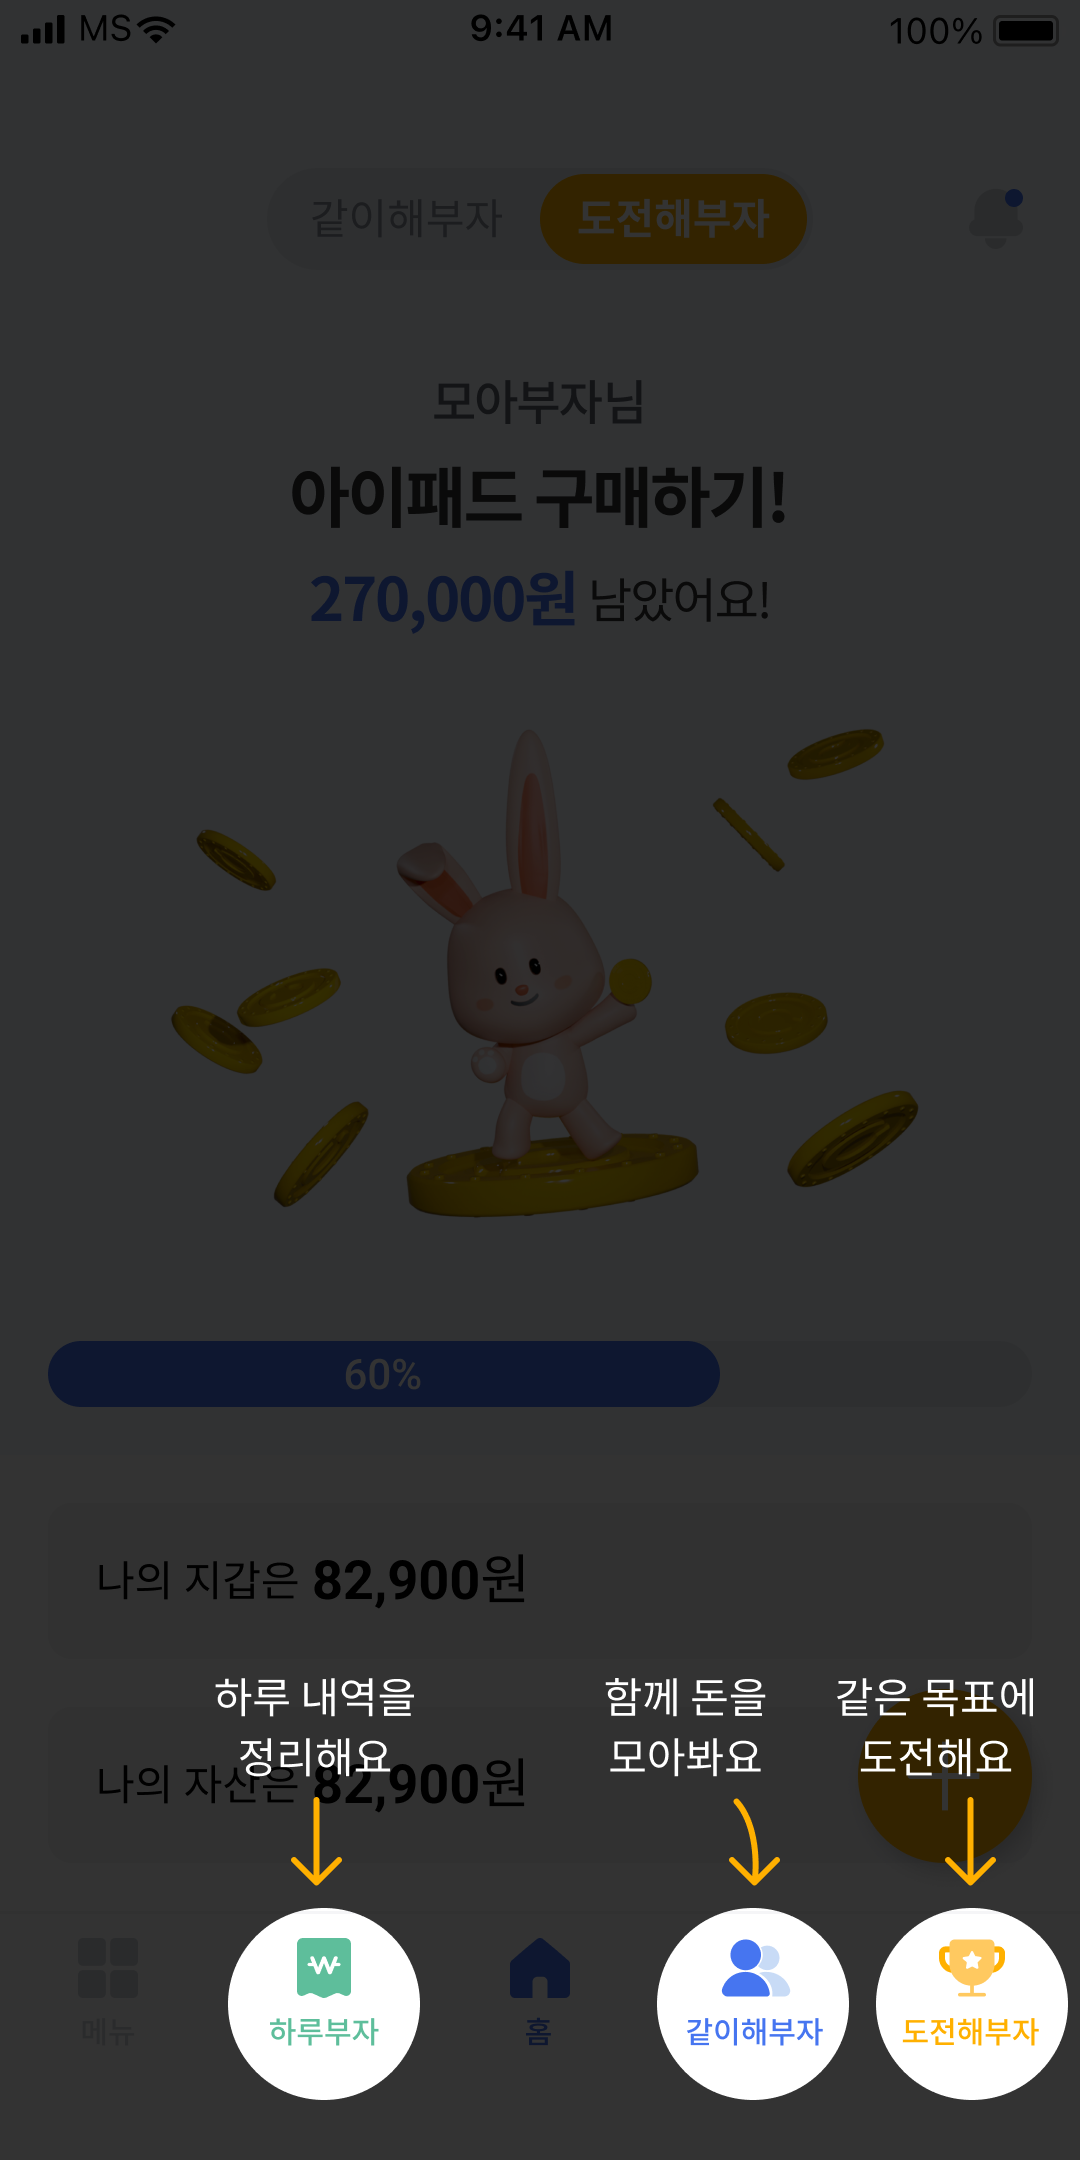 MS 9:41 AM 100%
같이해부자 도전해부자
모아부자님
아이패드 구매하기!
270,000원 남았어요!
60%
나의 지갑은 82,900원
하루 내역을
정리해요
함께 돈을
모아봐요
같은 목표에
도전해요
나의 자산은 82,900원
메뉴 하루부자 홈 같이해부자 도전해부자